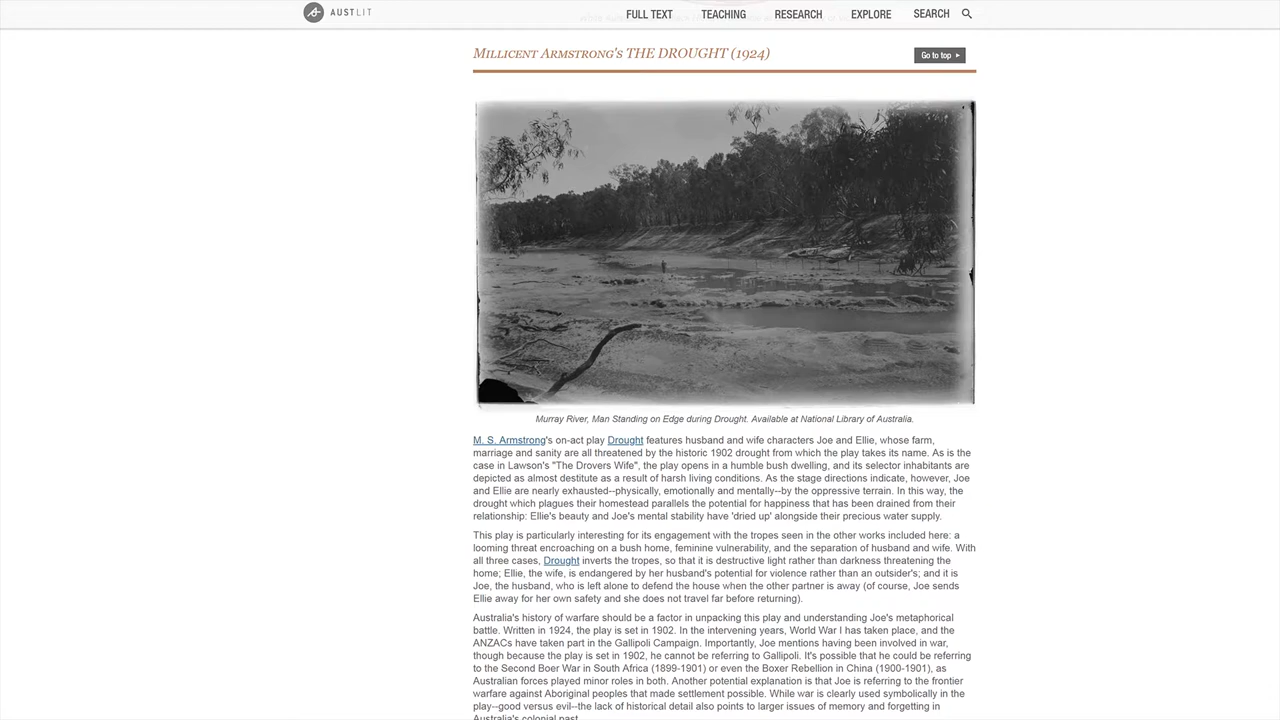 AUSTLIT
FULL TEXT TEACHING RESEARCH EXPLORE SEARCH
MILLICENT ARMSTRONG'S THE DROUGHT (1924)
Go to top
Murray River, Man Standing on Edge during Drought. Available at National Library of Australia.
M. S. Armstrong's on-act play Drought features husband and wife characters Joe and Ellie, whose farm,
marriage and sanity are all threatened by the historic 1902 drought from which the play takes its name. As is the
case in Lawson's "The Drovers Wife", the play opens in a humble bush dwelling, and its selector inhabitants are
depicted as almost destitute as a result of harsh living conditions. As the stage directions indicate, however, Joe
and Ellie are nearly exhausted--physically, emotionally and mentally--by the oppressive terrain. In this way, the
drought which plagues their homestead parallels the potential for happiness that has been drained from their
relationship: Ellie's beauty and Joe's mental stability have 'dried up' alongside their precious water supply.
This play is particularly interesting for its engagement with the tropes seen in the other works included here: a
looming threat encroaching on a bush home, feminine vulnerability, and the separation of husband and wife. With
all three cases, Drought inverts the tropes, so that it is destructive light rather than darkness threatening the
home; Ellie, the wife, is endangered by her husband's potential for violence rather than an outsider's; and it is
Joe, the husband, who is left alone to defend the house when the other partner is away (of course, Joe sends
Ellie away for her own safety and she does not travel far before returning).
Australia's history of warfare should be a factor in unpacking this play and understanding Joe's metaphorical
battle. Written in 1924, the play is set in 1902. In the intervening years, World War I has taken place, and the
ANZACs have taken part in the Gallipoli Campaign. Importantly, Joe mentions having been involved in war,
though because the play is set in 1902, he cannot be referring to Gallipoli. It's possible that he could be referring
to the Second Boer War in South Africa (1899-1901) or even the Boxer Rebellion in China (1900-1901), as
Australian forces played minor roles in both. Another potential explanation is that Joe is referring to the frontier
warfare against Aboriginal peoples that made settlement possible. While war is clearly used symbolically in the
play--good versus evil--the lack of historical detail also points to larger issues of memory and forgetting in
Australia's colonial past.